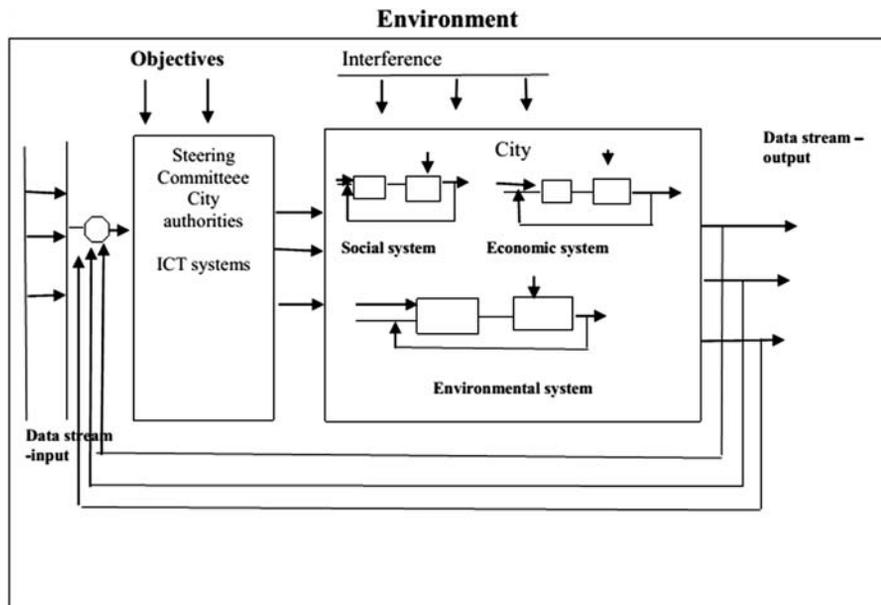 Environment
Objectives
Interference
Steering
Committeee
City
authorities
ICT systems
City
Social system
Economic system
Environmental system
Data stream –
output
Data stream
-input